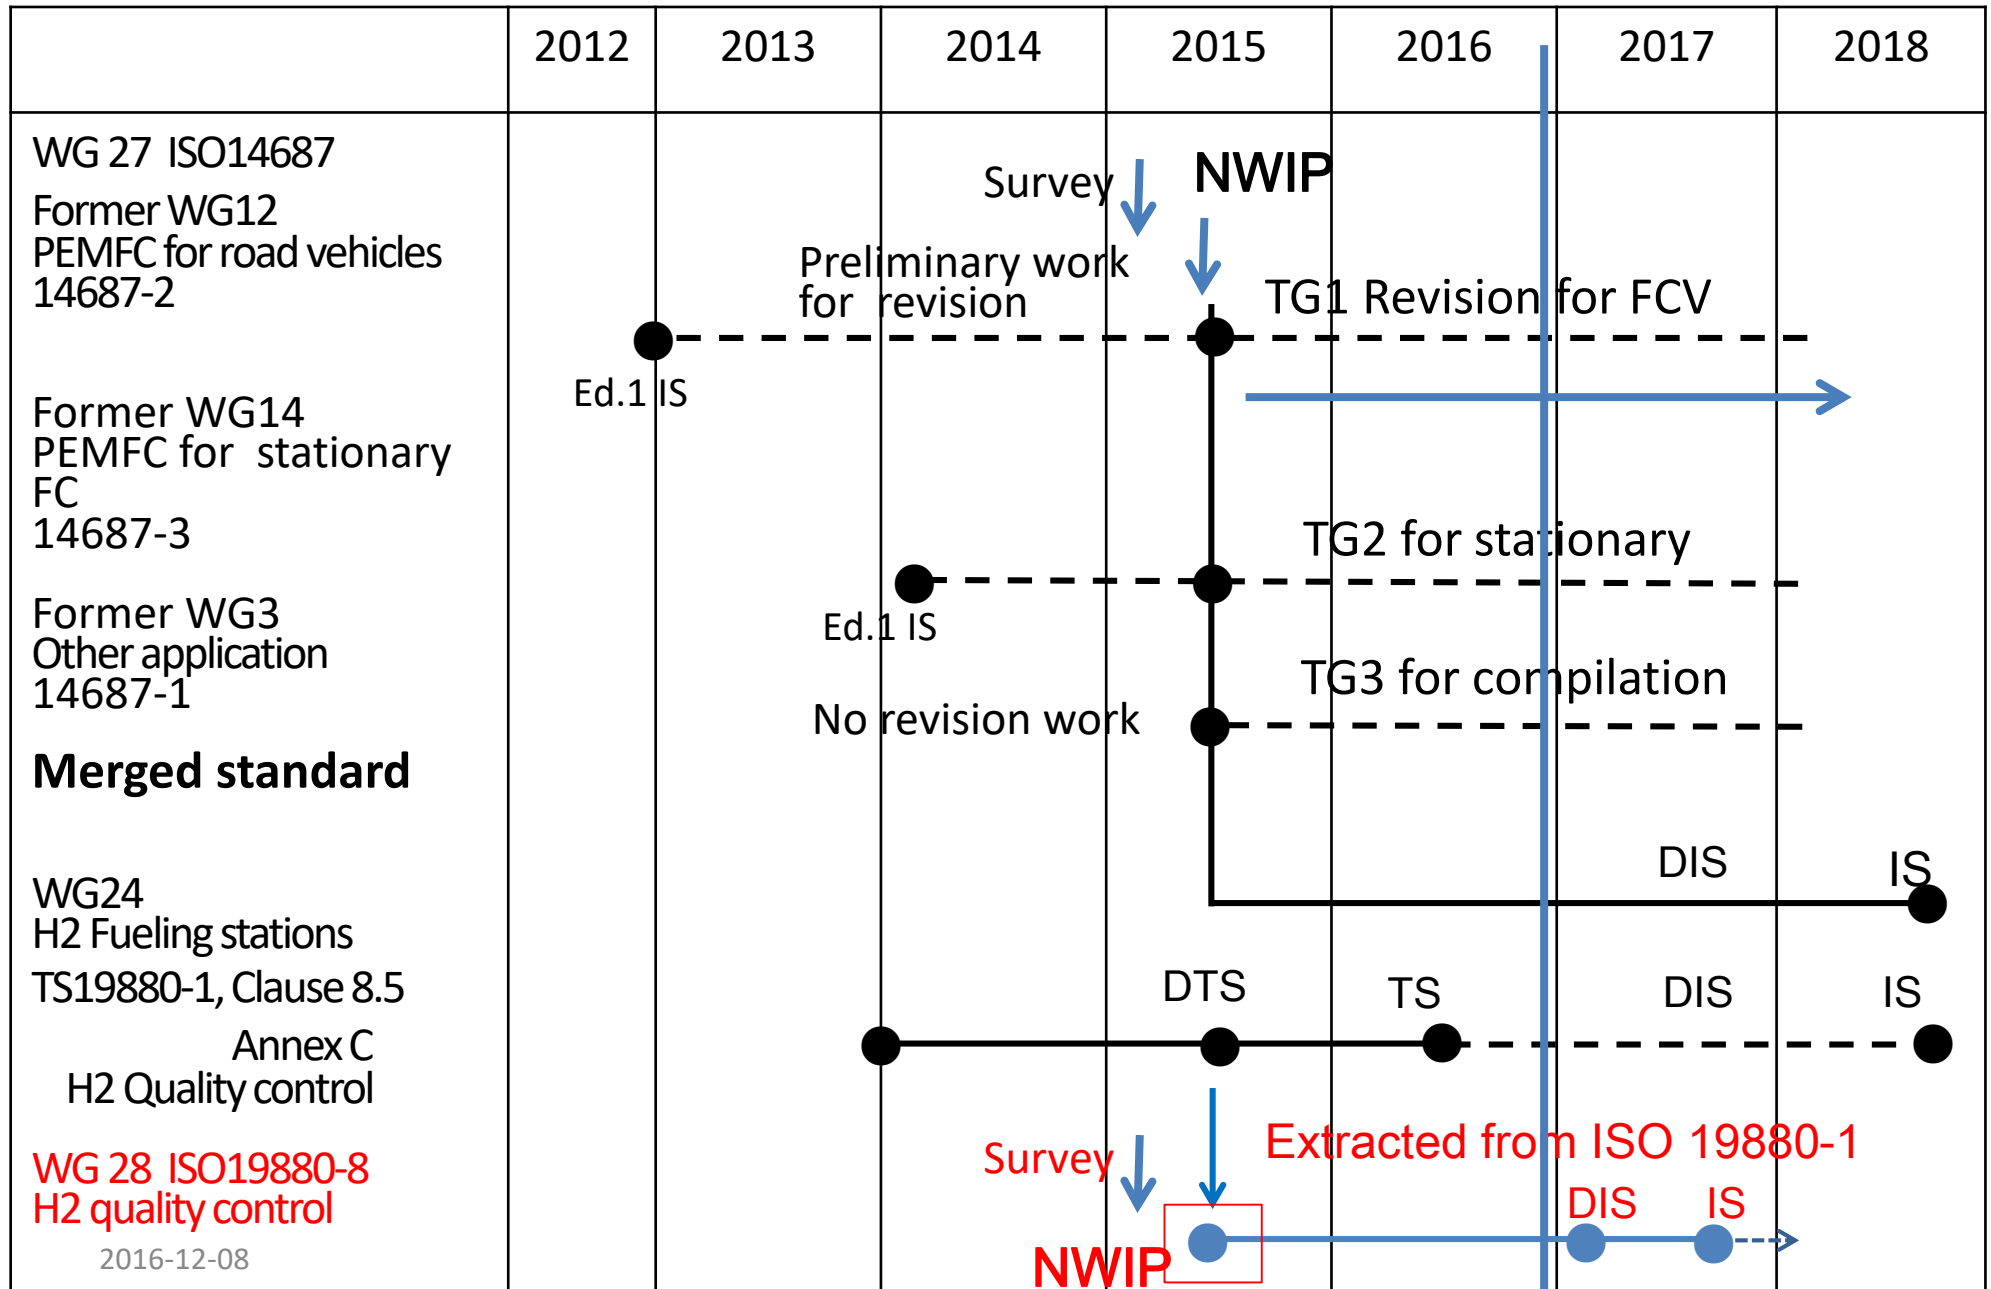 2012 2013 2014 2015 2016 2017 2018
WG 27 ISO14687
Former WG12
PEMFC for road vehicles
14687-2
Survey
NWIP
Preliminary work
for revision
TG1 Revision for FCV
Ed.1 IS
Former WG14
PEMFC for stationary
FC
14687-3
TG2 for stationary
Ed.1 IS
Former WG3
Other application
14687-1
TG3 for compilation
No revision work
Merged standard
DIS IS
WG24
H2 Fueling stations
TS19880-1, Clause 8.5
DTS TS DIS IS
Annex C
H2 Quality control
Survey
Extracted from ISO 19880-1
WG 28 ISO19880-8
H2 quality control
DIS IS
NWIP
2016-12-08